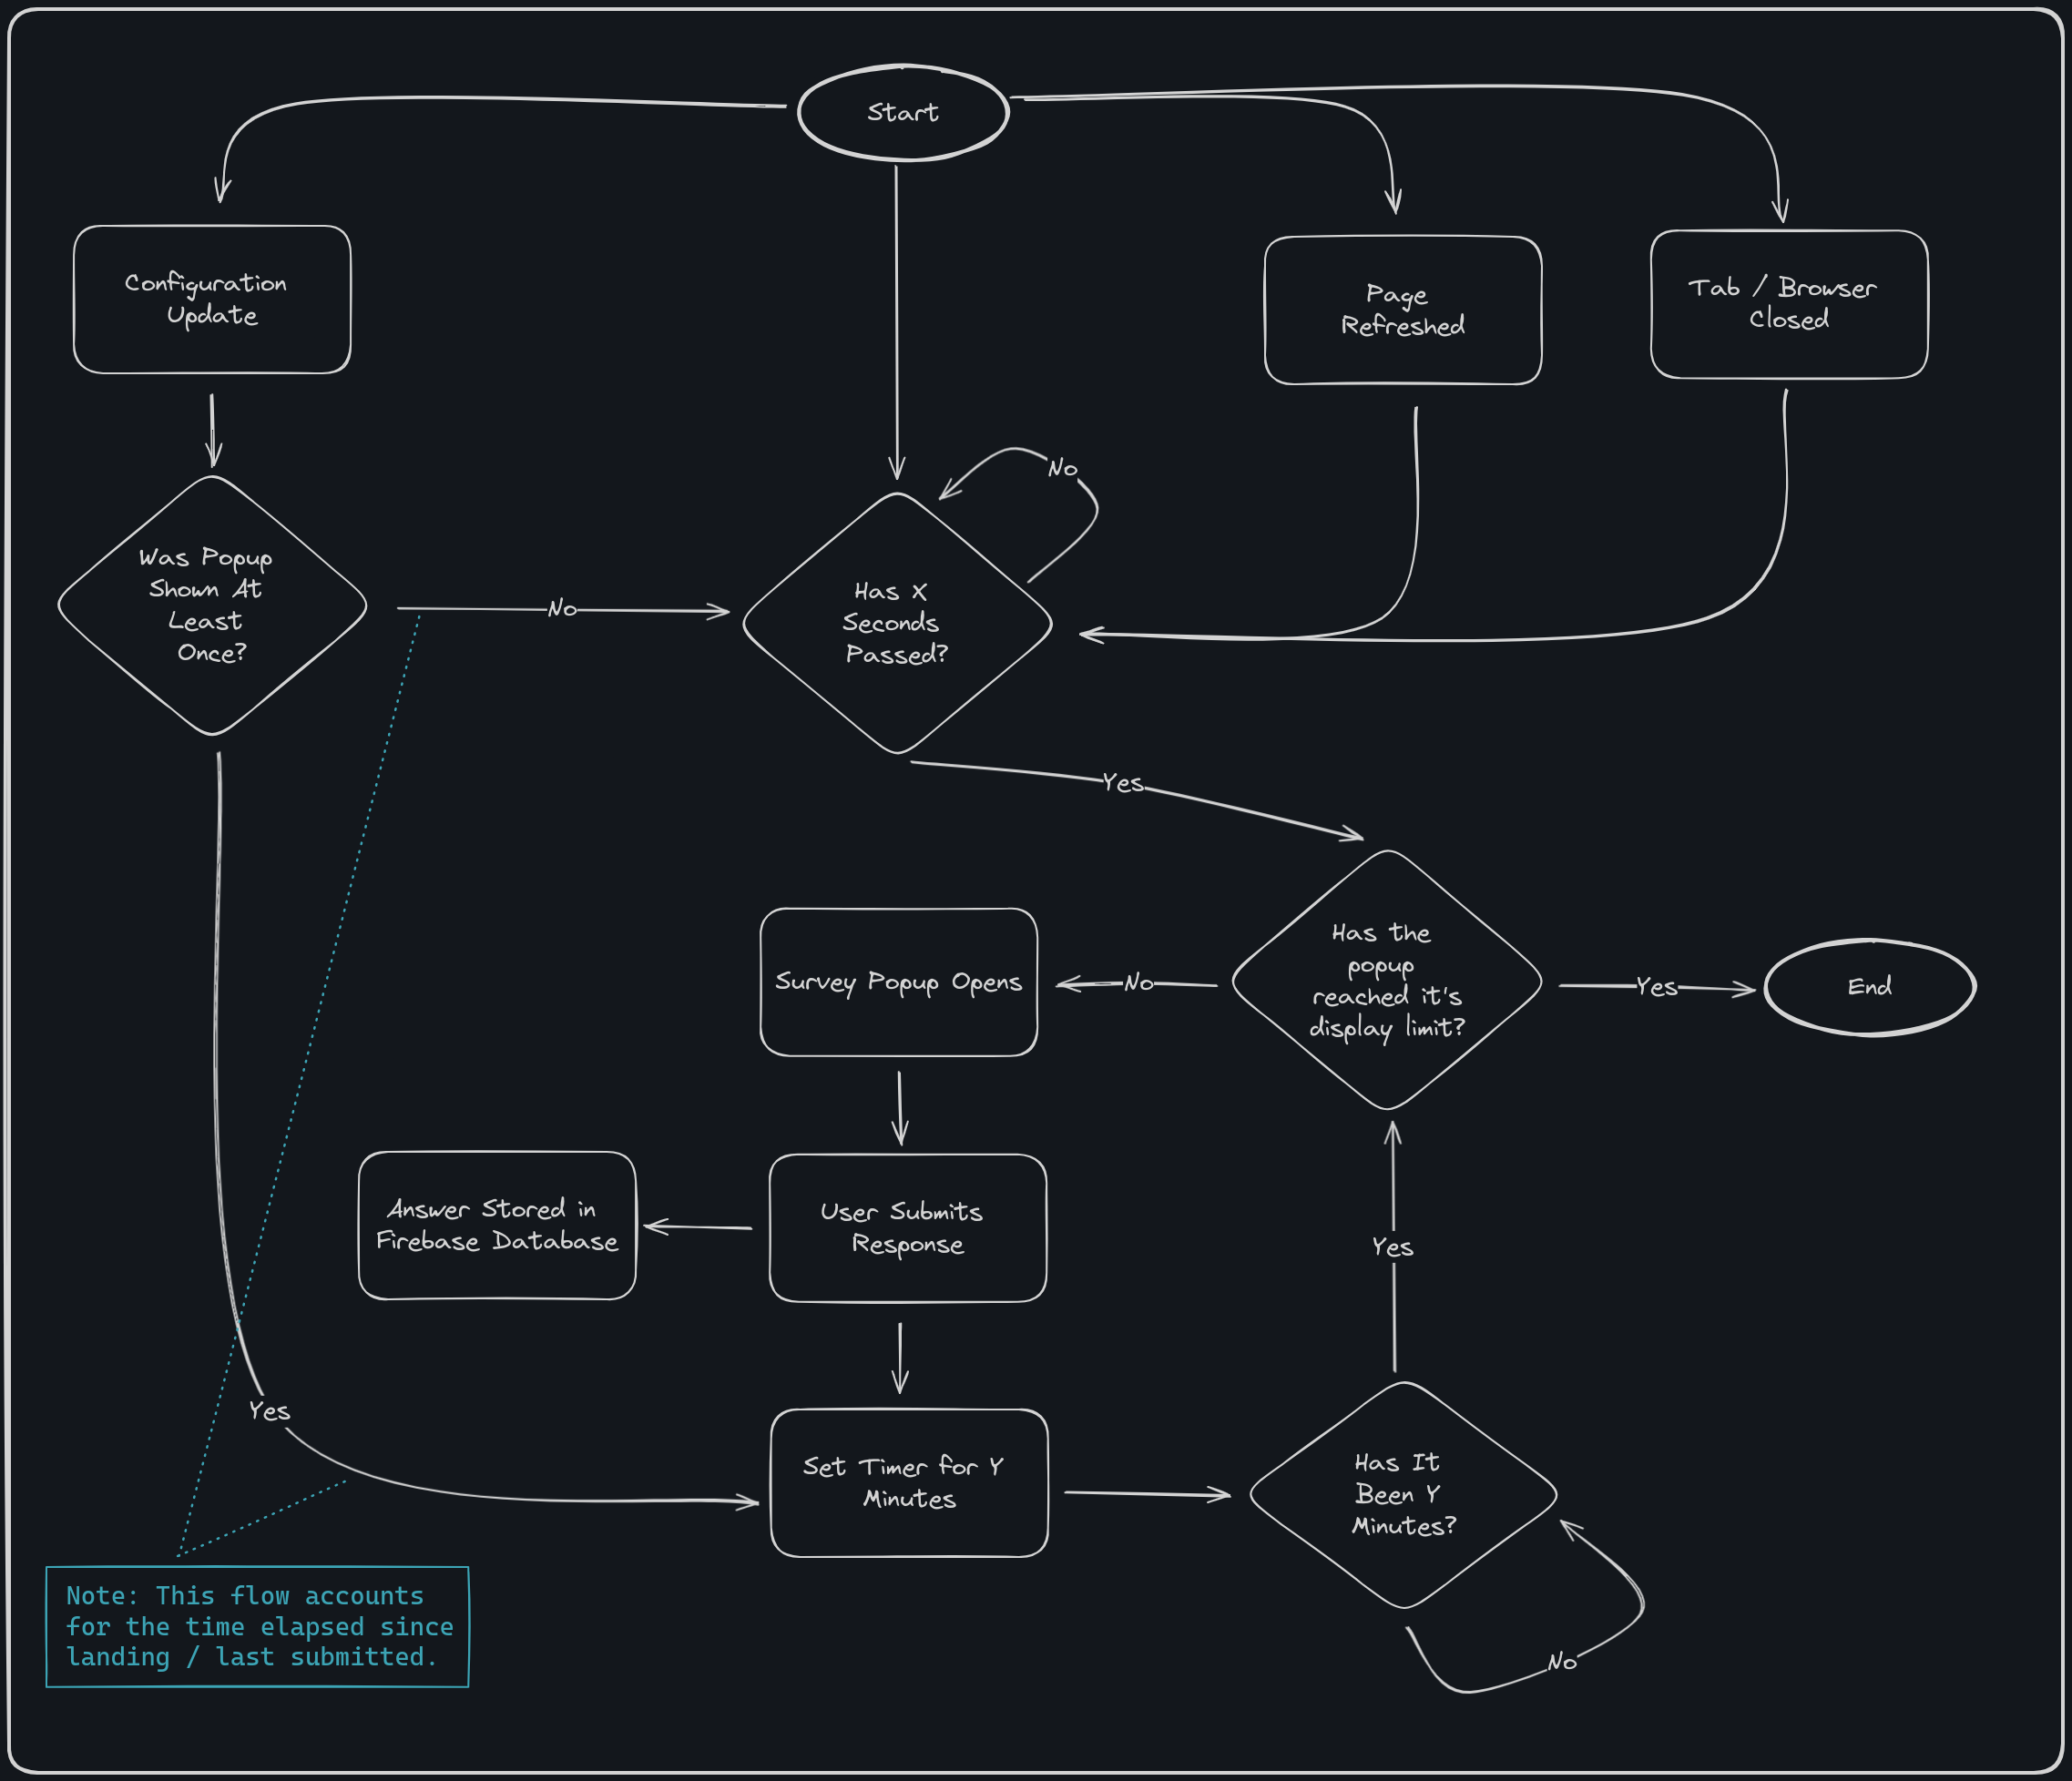 Start
Configuration
Update
Page
Refreshed
Tab / Browser
Closed
No
Was Popup
Shown At
Least
Once?
No
Has X
Seconds
Passed?
Yes
Has the
popup
reached it's
display limit?
Survey Popup Opens
No
Yes
End
Answer Stored in
Firebase Database
User Submits
Response
Yes
Yes
Set Timer for Y
Minutes
Has It
Been Y
Minutes?
Note: This flow accounts
for the time elapsed since
landing / last submitted.
No